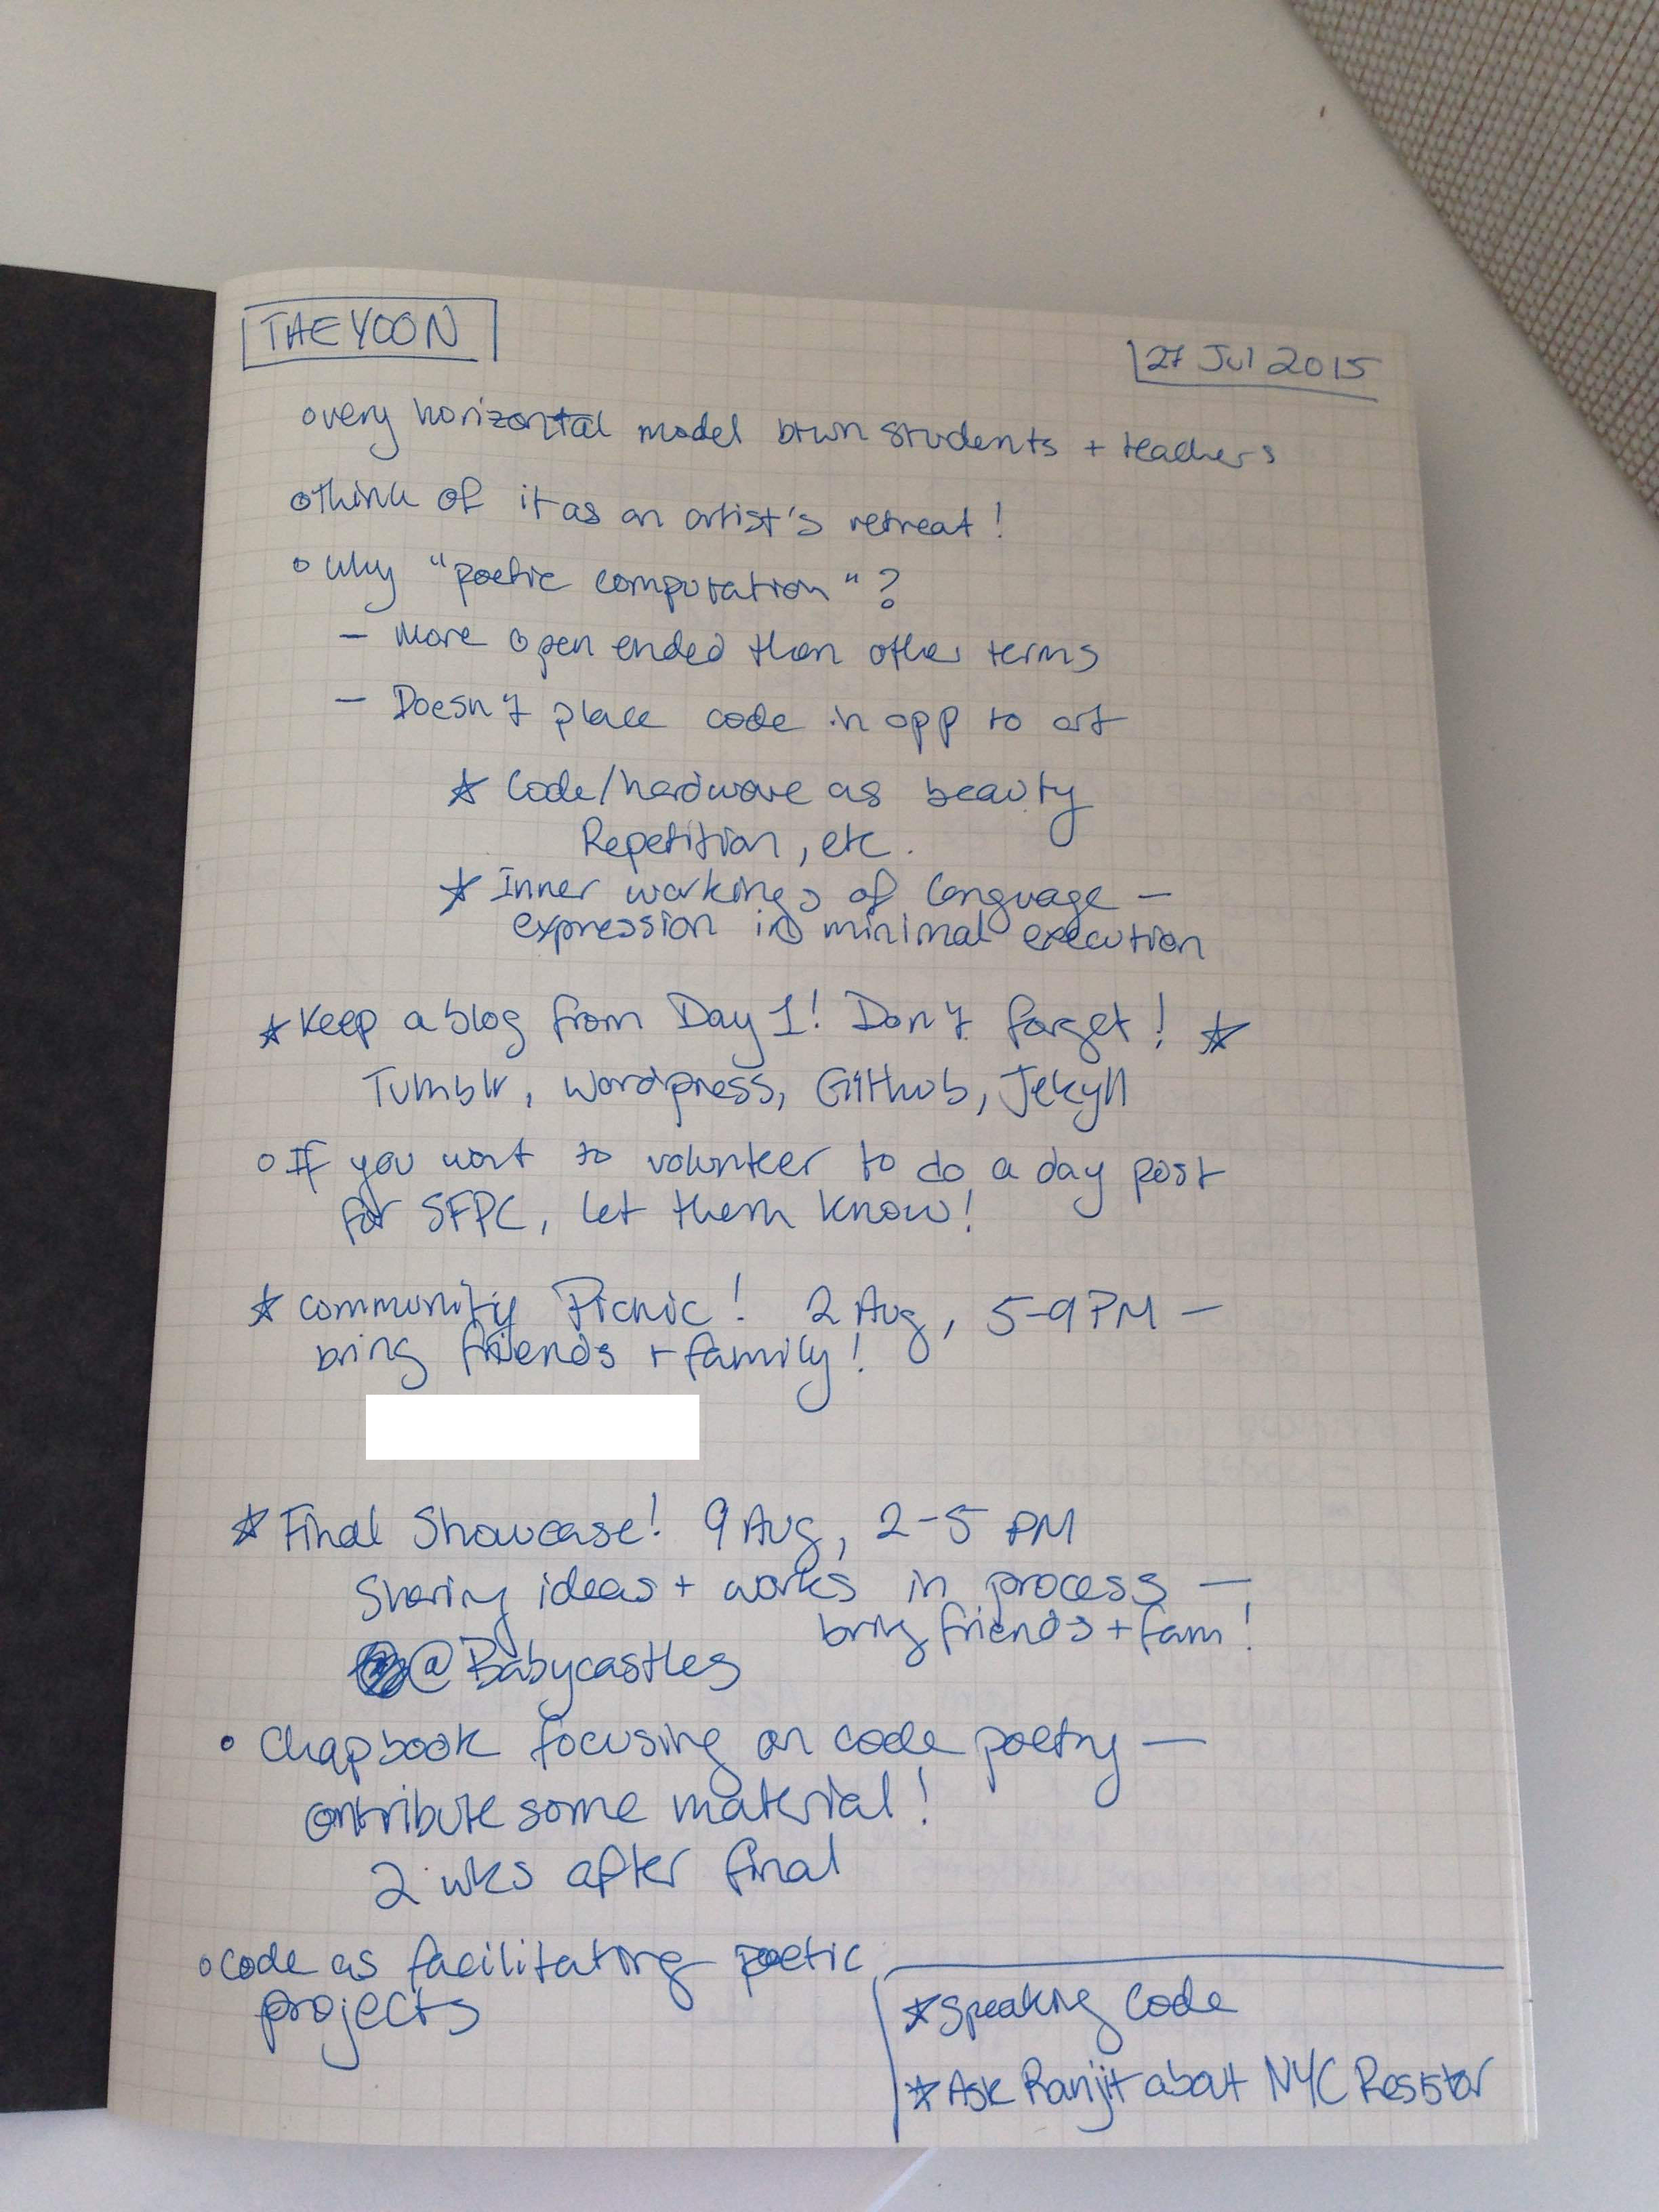 THE YOON
27 Jul 2015
o very horizontal model btwn students + teachers
o think of it as an artist's retreat!
o Why "poetic computation"?
– More open ended than other terms
– Doesn't place code in opp to art
☆ Code/hardware as beauty
Repetition, etc.
☆ Inner workings of language –
expression in minimal execution
☆ Keep a blog from Day 1! Don't forget! ☆
Tumblr, Wordpress, GitHub, Jekyll
o If you want to volunteer to do a day post
for SFPC, let them know!
☆ Community Picnic! 2 Aug, 5-9 PM –
bring friends + family!
☆ Final Showcase! 9 Aug, 2-5 PM
Sharing ideas + works in process –
bring friends + fam!
@Babycastles
• Chapbook focusing on code poetry –
contribute some material!
2 wks after final
o code as facilitating poetic
projects
☆ Speaking Code
☆ Ask Ranjit about NYC Resistor